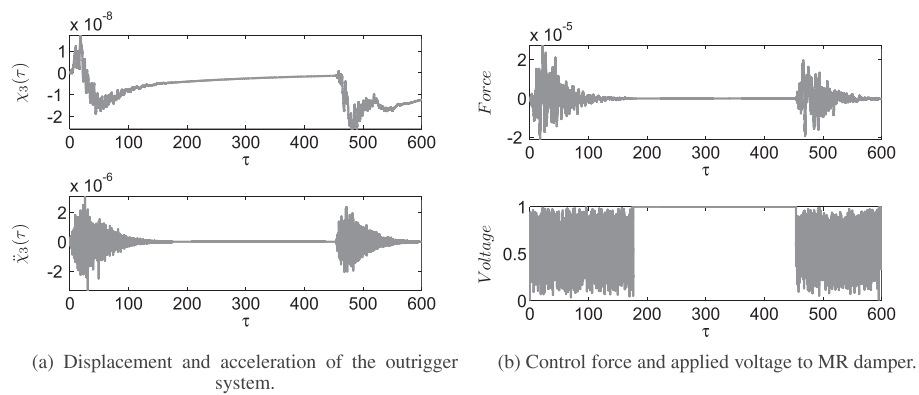 x 10⁻⁸
1
0
-1
-2
χ₃(τ)
0 100 200 300 400 500 600
τ
x 10⁻⁶
2
0
-2
χ̈₃(τ)
0 100 200 300 400 500 600
τ
(a) Displacement and acceleration of the outrigger
system.
x 10⁻⁵
2
0
-2
Force
0 100 200 300 400 500 600
τ
1
0.5
0
Voltage
0 100 200 300 400 500 600
τ
(b) Control force and applied voltage to MR damper.